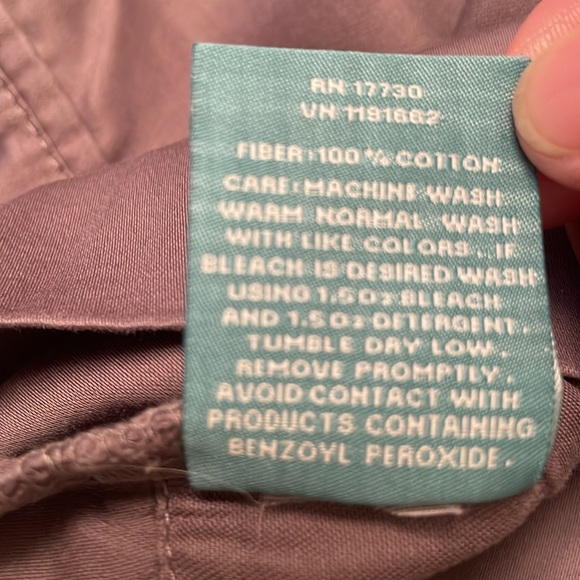 RN 17730
VN 1191662
FIBER: 100 % COTTON
CARE: MACHINE WASH
WARM NORMAL WASH
WITH LIKE COLORS... IF
BLEACH IS DESIRED WASH
USING 1.5 Oz BLEACH
AND 1.5 Oz DETERGENT.
TUMBLE DRY LOW.
REMOVE PROMPTLY.
AVOID CONTACT WITH
PRODUCTS CONTAINING
BENZOYL PEROXIDE.